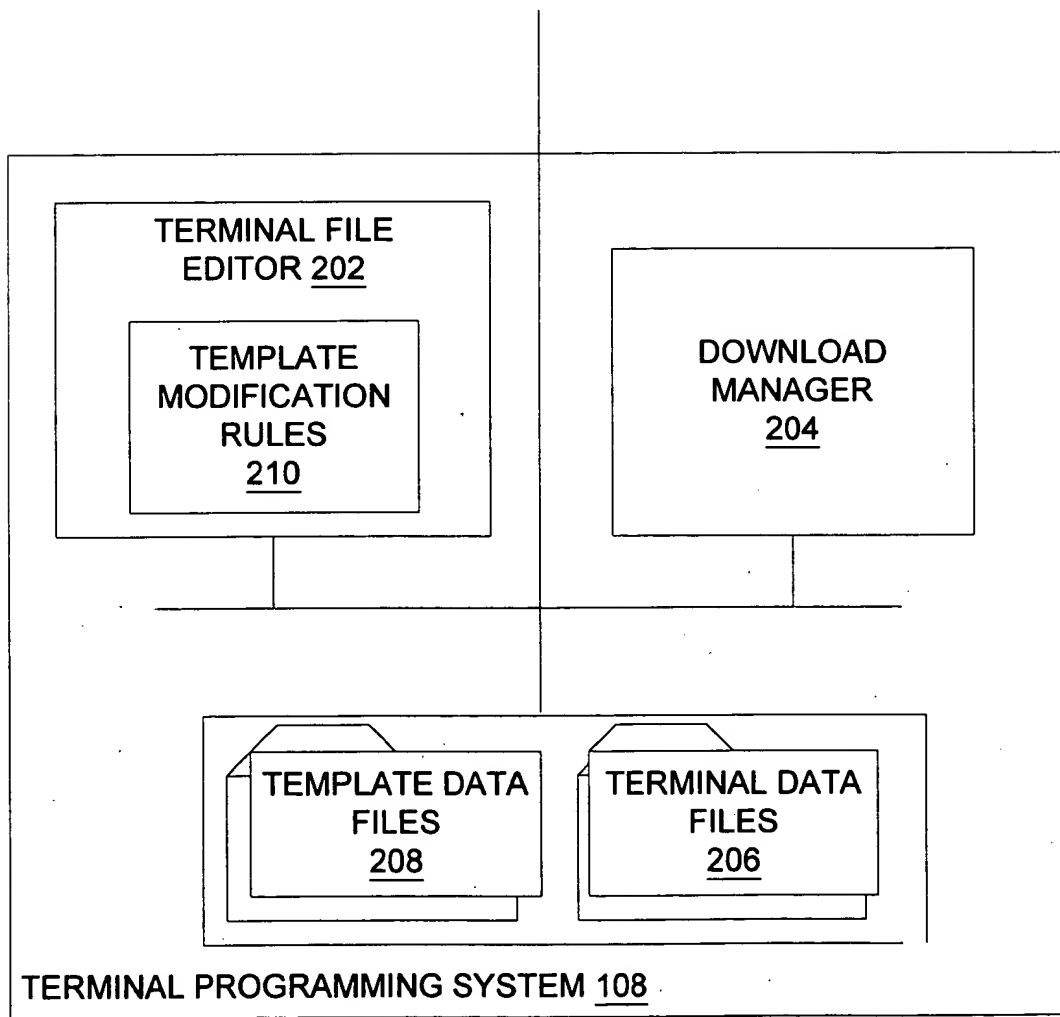 TERMINAL FILE
EDITOR 202
TEMPLATE
MODIFICATION
RULES
210
DOWNLOAD
MANAGER
204
TEMPLATE DATA
FILES
208
TERMINAL DATA
FILES
206
TERMINAL PROGRAMMING SYSTEM 108